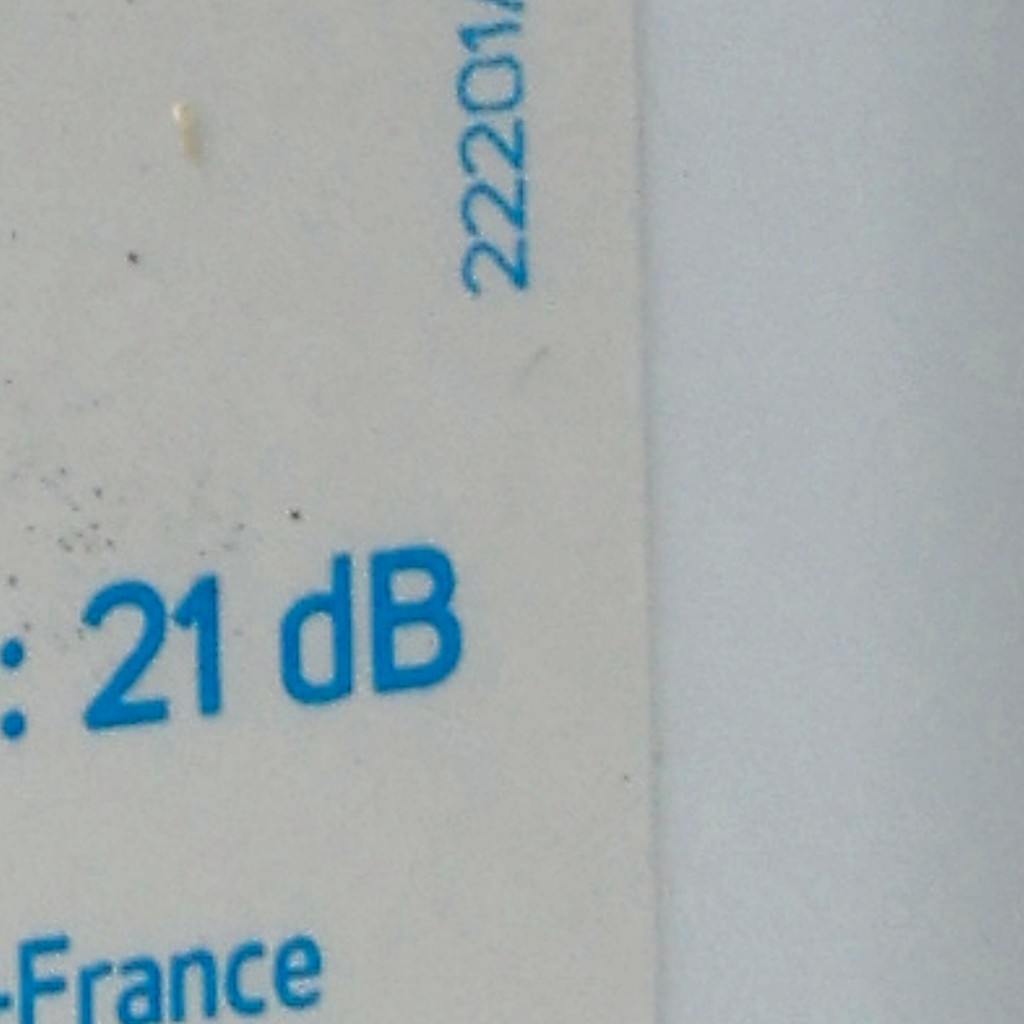 22201/
: 21 dB
-France